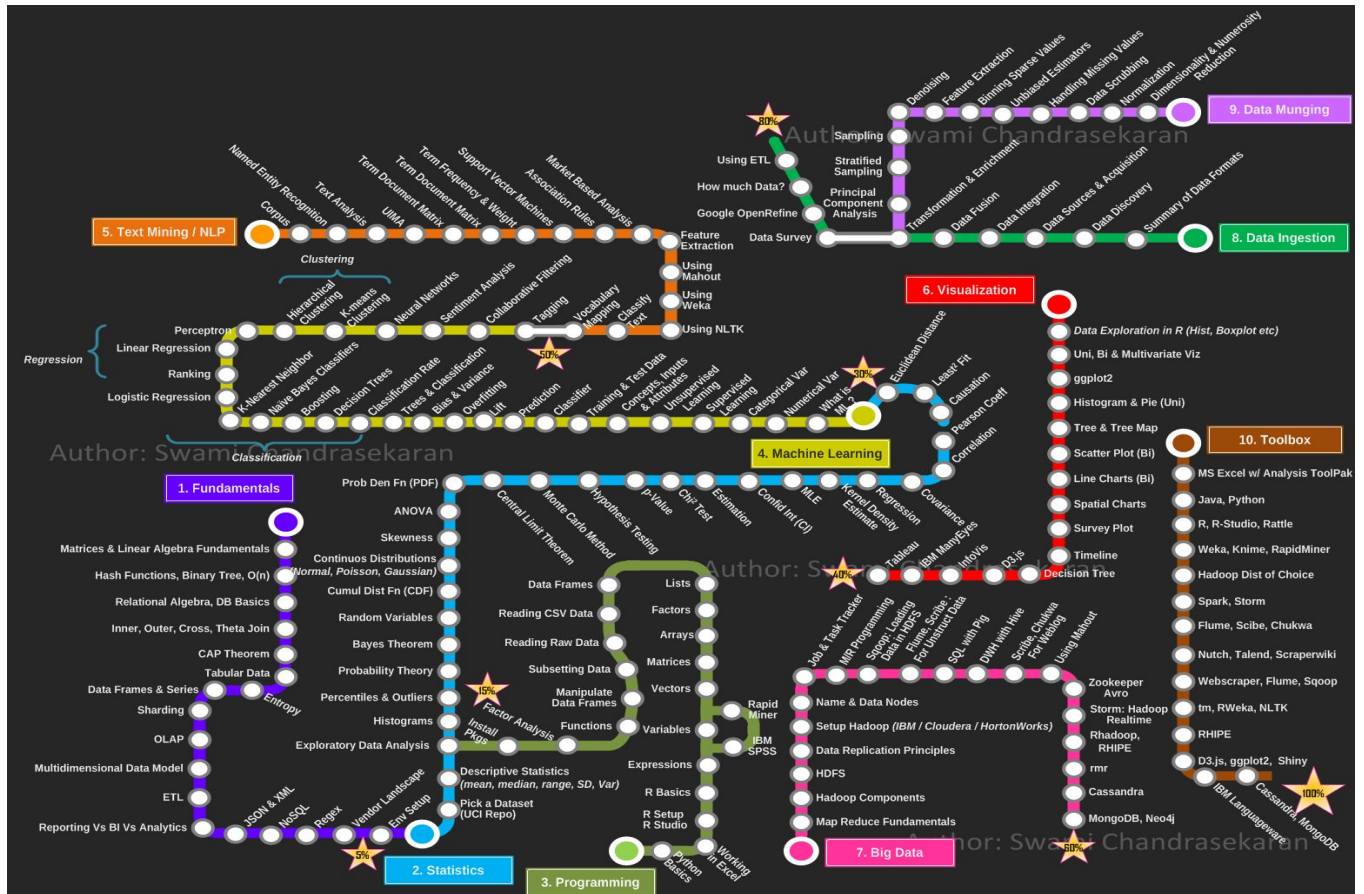 1. Fundamentals
Matrices & Linear Algebra Fundamentals
Hash Functions, Binary Tree, O(n)
Relational Algebra, DB Basics
Inner, Outer, Cross, Theta Join
CAP Theorem
Tabular Data
Entropy
Data Frames & Series
Sharding
OLAP
Multidimensional Data Model
ETL
Reporting Vs BI Vs Analytics
JSON & XML
NoSQL
Regex
Vendor Landscape
Env Setup
5%
2. Statistics
Pick a Dataset
(UCI Repo)
Descriptive Statistics
(mean, median, range, SD, Var)
Exploratory Data Analysis
Histograms
Percentiles & Outliers
Probability Theory
Bayes Theorem
Random Variables
Cumul Dist Fn (CDF)
Continuos Distributions
(Normal, Poisson, Gaussian)
Skewness
ANOVA
Prob Den Fn (PDF)
Central Limit Theorem
Monte Carlo Method
Hypothesis Testing
p-Value
Chi² Test
Estimation
Confid Int (CI)
MLE
Kernel Density
Estimate
Regression
Covariance
Correlation
Pearson Coeff
Causation
Least² Fit
Euclidean Distance
30%
3. Programming
Python
Basics
Working
in Excel
R Setup
R Studio
R Basics
Expressions
Variables
IBM
SPSS
Rapid
Miner
Vectors
Matrices
Arrays
Factors
Lists
Data Frames
Reading CSV Data
Reading Raw Data
Subsetting Data
Manipulate
Data Frames
Functions
Factor Analysis
Install
Pkgs
15%
4. Machine Learning
What is
ML?
Numerical Var
Categorical Var
Supervised
Learning
Unsupervised
Learning
Concepts, Inputs
& Attributes
Training & Test Data
Classifier
Prediction
Lift
Overfitting
Bias & Variance
Trees & Classification
Classification Rate
Decision Trees
Boosting
Naïve Bayes Classifiers
K-Nearest Neighbor
Classification
Logistic Regression
Ranking
Linear Regression
Regression
Perceptron
Hierarchical
Clustering
K-means
Clustering
Clustering
Neural Networks
Sentiment Analysis
Collaborative Filtering
Tagging
50%
5. Text Mining / NLP
Corpus
Named Entity Recognition
Text Analysis
UIMA
Term Document Matrix
Term Document Matrix
Term Frequency & Weight
Support Vector Machines
Association Rules
Market Based Analysis
Feature
Extraction
Using
Mahout
Using
Weka
Using NLTK
Classify
Text
Vocabulary
Mapping
6. Visualization
Data Exploration in R (Hist, Boxplot etc)
Uni, Bi & Multivariate Viz
ggplot2
Histogram & Pie (Uni)
Tree & Tree Map
Scatter Plot (Bi)
Line Charts (Bi)
Spatial Charts
Survey Plot
Timeline
Decision Tree
D3.js
InfoVis
IBM ManyEyes
Tableau
40%
7. Big Data
Map Reduce Fundamentals
Hadoop Components
HDFS
Data Replication Principles
Setup Hadoop (IBM / Cloudera / HortonWorks)
Name & Data Nodes
Job & Task Tracker
M/R Programming
Sqoop: Loading
Data in HDFS
Flume, Scribe :
For Unstruct Data
SQL with Pig
DWH with Hive
Scribe, Chukwa
For Weblog
Using Mahout
Zookeeper
Avro
Storm: Hadoop
Realtime
Rhadoop,
RHIPE
rmr
Cassandra
MongoDB, Neo4j
60%
8. Data Ingestion
Summary of Data Formats
Data Discovery
Data Sources & Acquisition
Data Integration
Data Fusion
Transformation & Enrichment
Data Survey
Google OpenRefine
How much Data?
Using ETL
80%
9. Data Munging
Dimensionality & Numerosity
Reduction
Normalization
Data Scrubbing
Handling Missing Values
Unbiased Estimators
Binning Sparse Values
Feature Extraction
Denoising
Sampling
Stratified
Sampling
Principal
Component
Analysis
10. Toolbox
MS Excel w/ Analysis ToolPak
Java, Python
R, R-Studio, Rattle
Weka, Knime, RapidMiner
Hadoop Dist of Choice
Spark, Storm
Flume, Scibe, Chukwa
Nutch, Talend, Scraperwiki
Webscraper, Flume, Sqoop
tm, RWeka, NLTK
RHIPE
D3.js, ggplot2, Shiny
IBM Languageware
Cassandra, MongoDB
100%
Author: Swami Chandrasekaran
Author: Swami Chandrasekaran
Author: Swami Chandrasekaran
Author: Swami Chandrasekaran